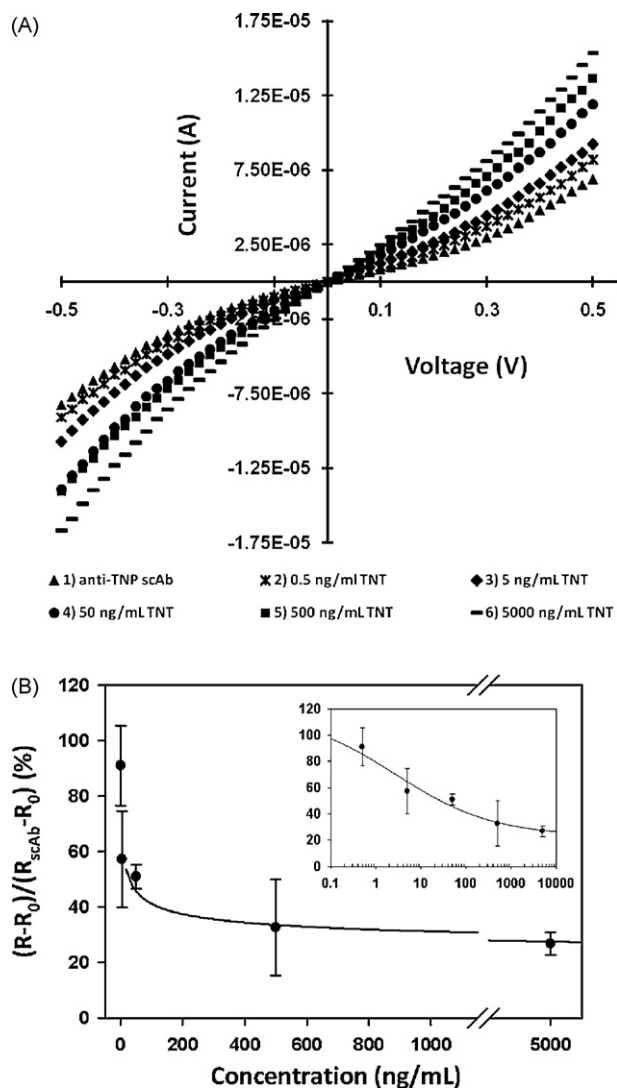 (A)
1.75E-05
1.25E-05
7.50E-06
2.50E-06
Current (A)
-0.5 -0.3 0.1 0.3 0.5
-06
Voltage (V)
-7.50E-06
-1.25E-05
-1.75E-05
1) anti-TNP scAb 2) 0.5 ng/ml TNT 3) 5 ng/mL TNT
4) 50 ng/mL TNT 5) 500 ng/mL TNT 6) 5000 ng/mL TNT
(B)
(R-R0)/(RscAb-R0) (%)
120
100
80
60
40
20
0
120
100
80
60
40
20
0
0.1 1 10 100 1000 10000
0 200 400 600 800 1000 5000
Concentration (ng/mL)